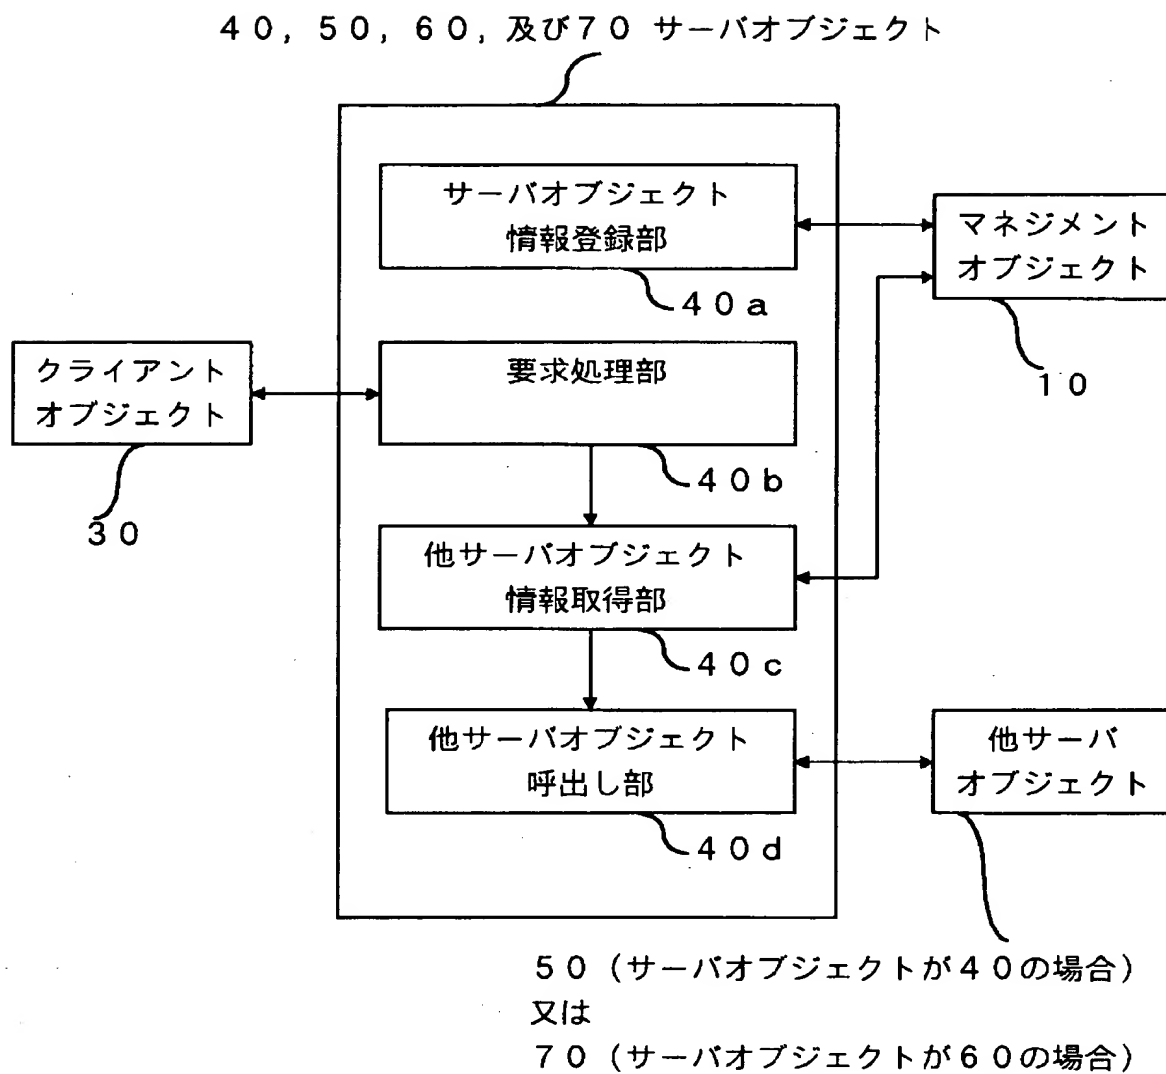 ４０，５０，６０，及び７０ サーバオブジェクト
サーバオブジェクト
情報登録部
４０ａ
マネジメント
オブジェクト
１０
クライアント
オブジェクト
３０
要求処理部
４０ｂ
他サーバオブジェクト
情報取得部
４０ｃ
他サーバオブジェクト
呼出し部
４０ｄ
他サーバ
オブジェクト
５０（サーバオブジェクトが４０の場合）
又は
７０（サーバオブジェクトが６０の場合）